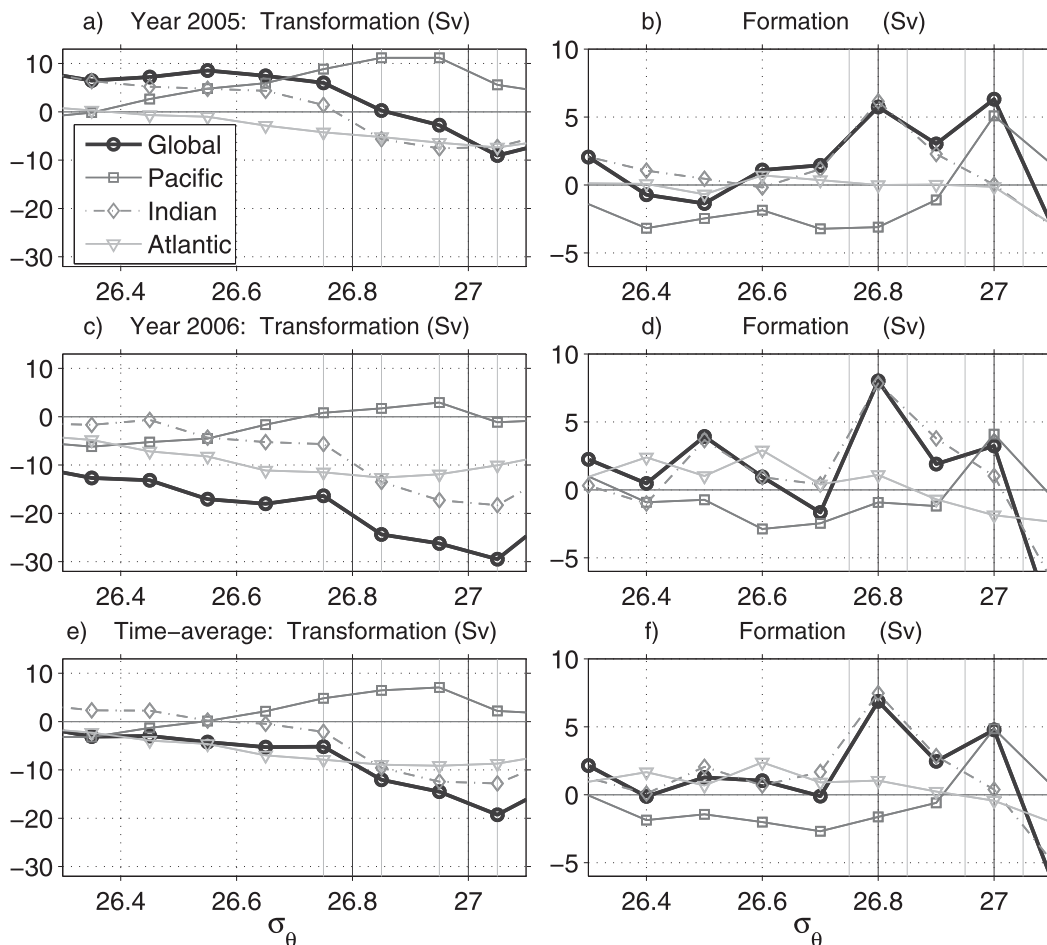 a) Year 2005: Transformation (Sv)
b) Formation (Sv)
10
0
−10
−20
−30
Global
Pacific
Indian
Atlantic
26.4 26.6 26.8 27
10
5
0
−5
26.4 26.6 26.8 27
c) Year 2006: Transformation (Sv)
d) Formation (Sv)
10
0
−10
−20
−30
26.4 26.6 26.8 27
10
5
0
−5
26.4 26.6 26.8 27
e) Time−average: Transformation (Sv)
f) Formation (Sv)
10
0
−10
−20
−30
26.4 26.6 26.8 27
σθ
10
5
0
−5
26.4 26.6 26.8 27
σθ